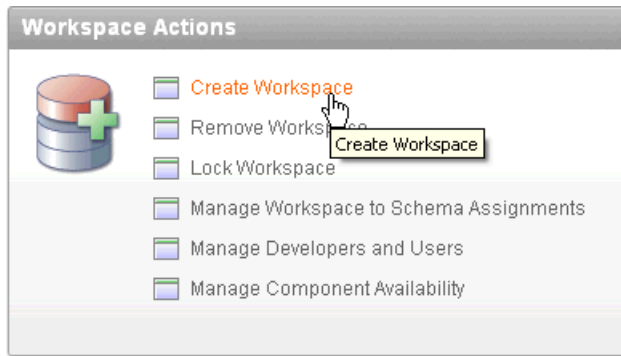 Workspace Actions
Create Workspace
Remove Workspace
Create Workspace
Lock Workspace
Manage Workspace to Schema Assignments
Manage Developers and Users
Manage Component Availability